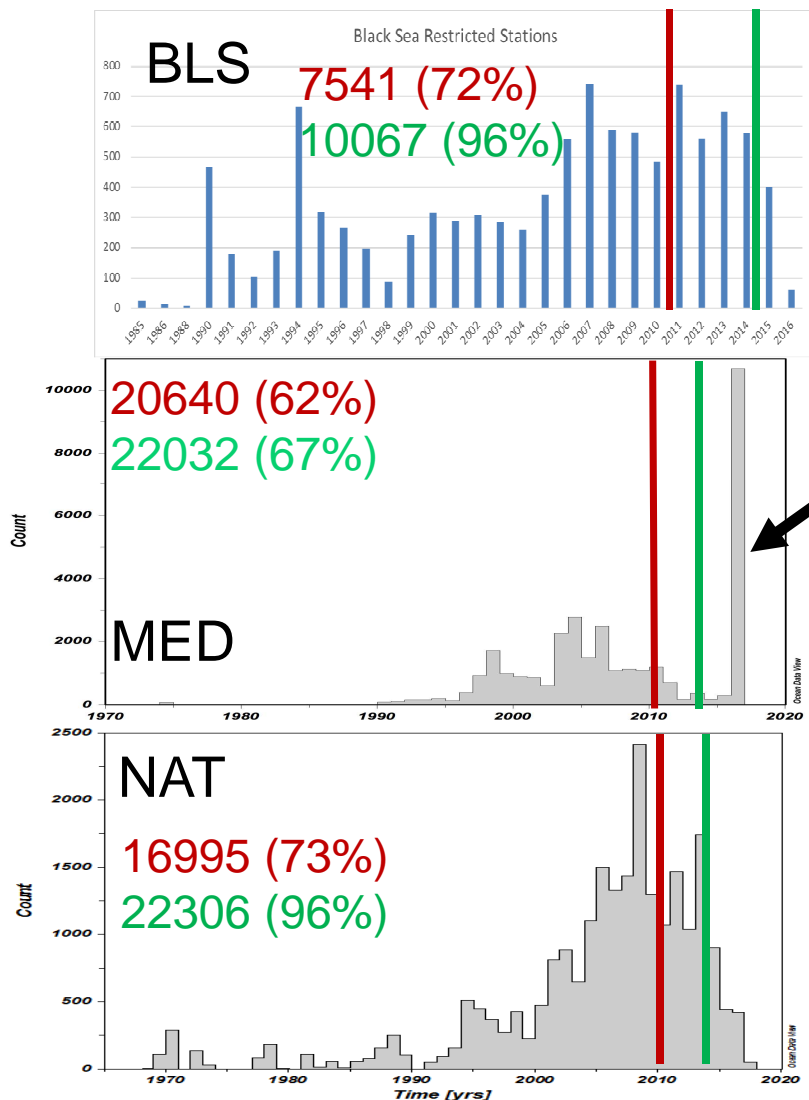 Black Sea Restricted Stations
BLS
7541 (72%)
10067 (96%)
800
700
600
500
400
300
200
100
0
1985 1986 1988 1990 1991 1992 1993 1994 1995 1996 1997 1998 1999 2000 2001 2002 2003 2004 2005 2006 2007 2008 2009 2010 2011 2012 2013 2014 2015 2016
20640 (62%)
22032 (67%)
MED
Count
10000
8000
6000
4000
2000
0
1970 1980 1990 2000 2010 2020
Ocean Data View
NAT
16995 (73%)
22306 (96%)
Count
2500
2000
1500
1000
500
0
1970 1980 1990 2000 2010 2020
Time [yrs]
Ocean Data View